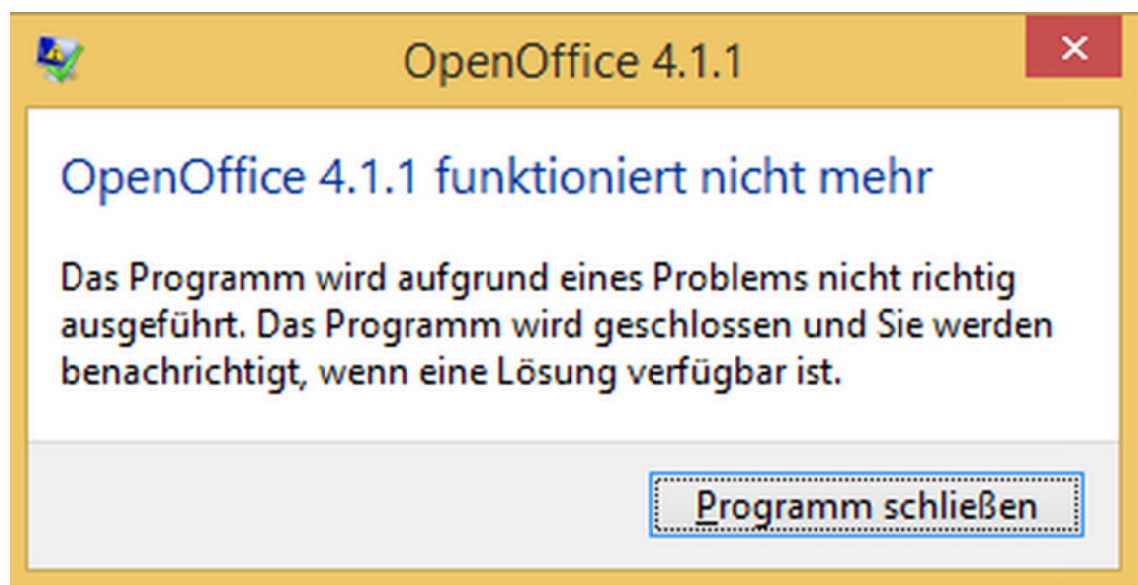 OpenOffice 4.1.1
OpenOffice 4.1.1 funktioniert nicht mehr
Das Programm wird aufgrund eines Problems nicht richtig
ausgeführt. Das Programm wird geschlossen und Sie werden
benachrichtigt, wenn eine Lösung verfügbar ist.
Programm schließen